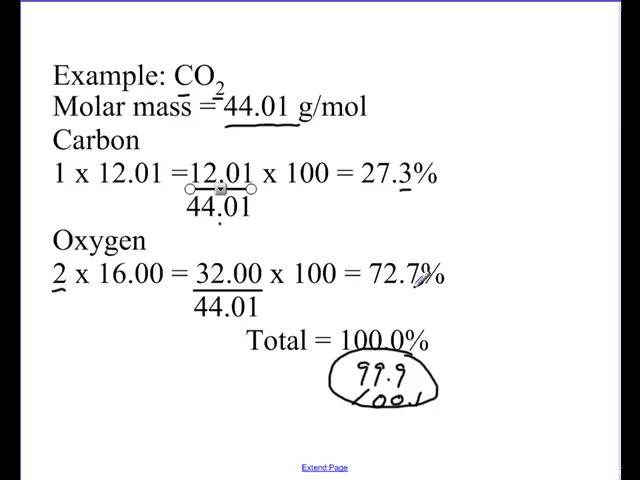 Example: CO2
Molar mass = 44.01 g/mol
Carbon
1 x 12.01 =12.01 x 100 = 27.3%
44.01
Oxygen
2 x 16.00 = 32.00 x 100 = 72.7%
44.01
Total = 100.0%
99.9
100.1
Extend Page